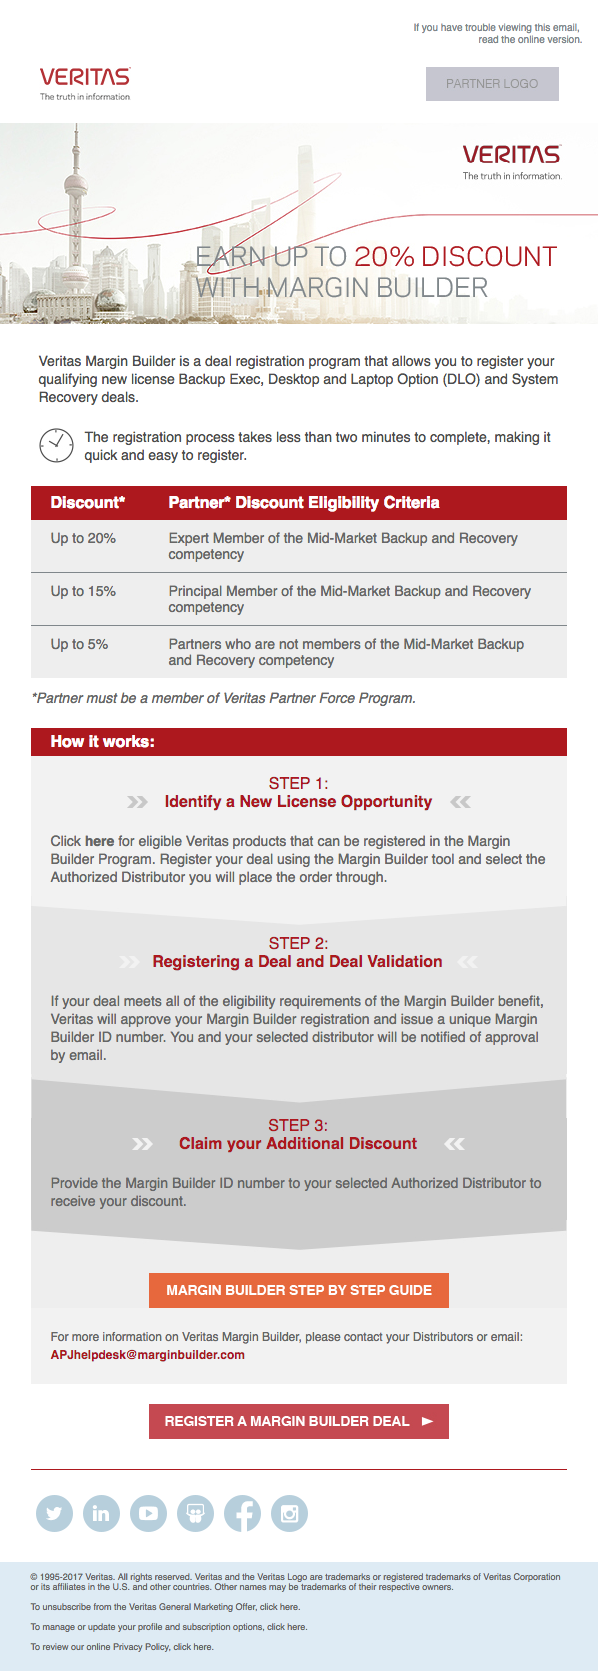 If you have trouble viewing this email,
read the online version.
VERITAS
The truth in information.
PARTNER LOGO
VERITAS
The truth in information.
EARN UP TO 20% DISCOUNT
WITH MARGIN BUILDER
Veritas Margin Builder is a deal registration program that allows you to register your
qualifying new license Backup Exec, Desktop and Laptop Option (DLO) and System
Recovery deals.
The registration process takes less than two minutes to complete, making it
quick and easy to register.
Discount* Partner* Discount Eligibility Criteria
Up to 20% Expert Member of the Mid-Market Backup and Recovery
competency
Up to 15% Principal Member of the Mid-Market Backup and Recovery
competency
Up to 5% Partners who are not members of the Mid-Market Backup
and Recovery competency
*Partner must be a member of Veritas Partner Force Program.
How it works:
STEP 1:
Identify a New License Opportunity
Click here for eligible Veritas products that can be registered in the Margin
Builder Program. Register your deal using the Margin Builder tool and select the
Authorized Distributor you will place the order through.
STEP 2:
Registering a Deal and Deal Validation
If your deal meets all of the eligibility requirements of the Margin Builder benefit,
Veritas will approve your Margin Builder registration and issue a unique Margin
Builder ID number. You and your selected distributor will be notified of approval
by email.
STEP 3:
Claim your Additional Discount
Provide the Margin Builder ID number to your selected Authorized Distributor to
receive your discount.
MARGIN BUILDER STEP BY STEP GUIDE
For more information on Veritas Margin Builder, please contact your Distributors or email:
APJhelpdesk@marginbuilder.com
REGISTER A MARGIN BUILDER DEAL
© 1995-2017 Veritas. All rights reserved. Veritas and the Veritas Logo are trademarks or registered trademarks of Veritas Corporation
or its affiliates in the U.S. and other countries. Other names may be trademarks of their respective owners.
To unsubscribe from the Veritas General Marketing Offer, click here.
To manage or update your profile and subscription options, click here.
To review our online Privacy Policy, click here.